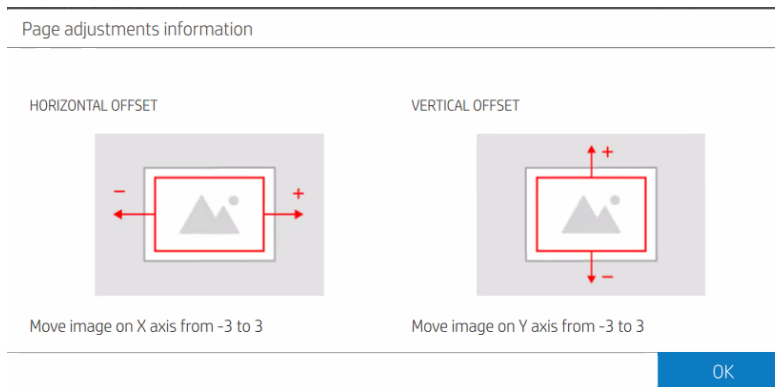 Page adjustments information
HORIZONTAL OFFSET
- +
Move image on X axis from -3 to 3
VERTICAL OFFSET
+
-
Move image on Y axis from -3 to 3
OK